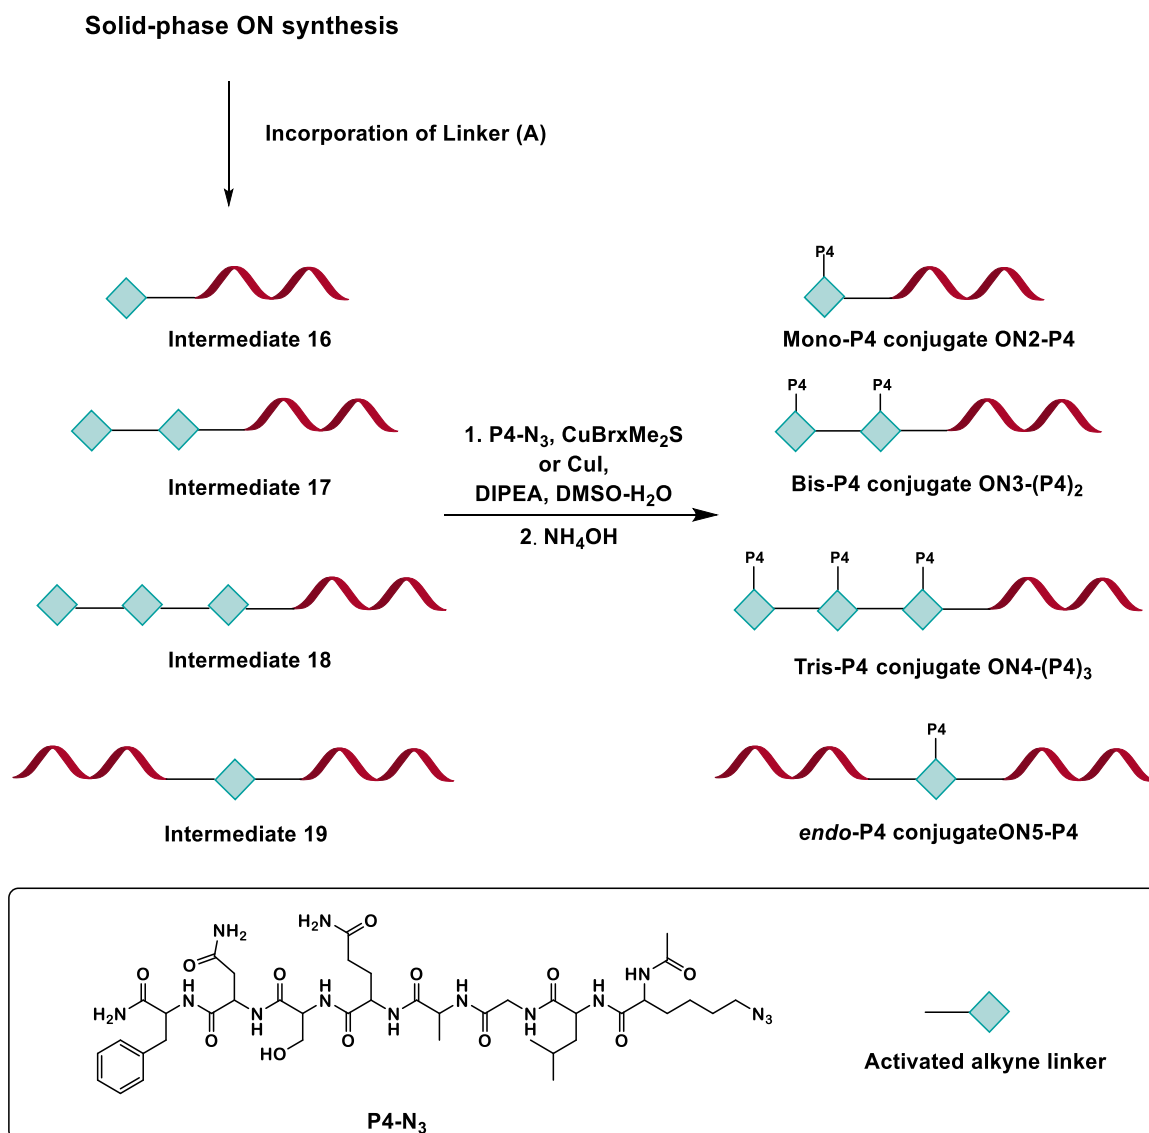 Solid-phase ON synthesis
Incorporation of Linker (A)
Intermediate 16
Intermediate 17
Intermediate 18
Intermediate 19
1. P4-N3, CuBrxMe2S
or CuI,
DIPEA, DMSO-H2O
2. NH4OH
P4
Mono-P4 conjugate ON2-P4
P4 P4
Bis-P4 conjugate ON3-(P4)2
P4 P4 P4
Tris-P4 conjugate ON4-(P4)3
P4
endo-P4 conjugateON5-P4
H2N O
NH2
O
HN O
O H N O H N O H N O H N
H2N N H O N H O N H O N H O N3
HO
P4-N3
Activated alkyne linker